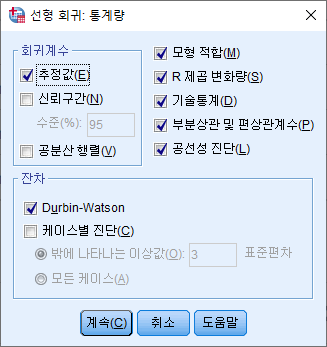 선형 회귀: 통계량
회귀계수
추정값(E)
신뢰구간(N)
수준(%): 95
공분산 행렬(V)
모형 적합(M)
R 제곱 변화량(S)
기술통계(D)
부분상관 및 편상관계수(P)
공선성 진단(L)
잔차
Durbin-Watson
케이스별 진단(C)
밖에 나타나는 이상값(O): 3 표준편차
모든 케이스(A)
계속(C) 취소 도움말